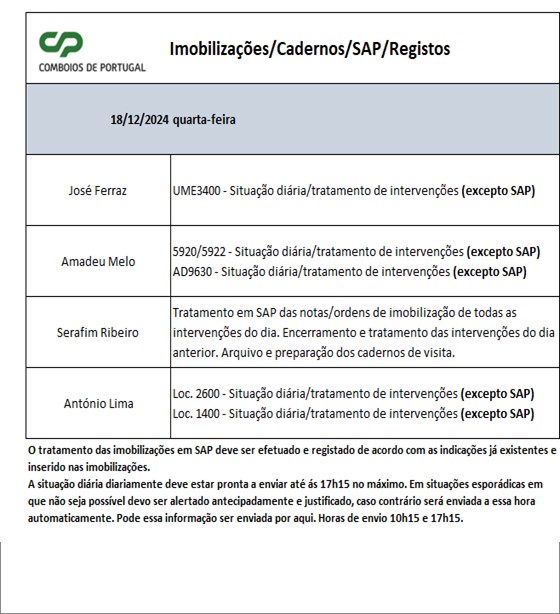 CP
COMBOIOS DE PORTUGAL
Imobilizações/Cadernos/SAP/Registos
18/12/2024 quarta-feira
José Ferraz
UME3400 - Situação diária/tratamento de intervenções (excepto SAP)
Amadeu Melo
5920/5922 - Situação diária/tratamento de intervenções (excepto SAP)
AD9630 - Situação diária/tratamento de intervenções (excepto SAP)
Serafim Ribeiro
Tratamento em SAP das notas/ordens de imobilização de todas as
intervenções do dia. Encerramento e tratamento das intervenções do dia
anterior. Arquivo e preparação dos cadernos de visita.
António Lima
Loc. 2600 - Situação diária/tratamento de intervenções (excepto SAP)
Loc. 1400 - Situação diária/tratamento de intervenções (excepto SAP)
O tratamento das imobilizações em SAP deve ser efetuado e registado de acordo com as indicações já existentes e
inserido nas imobilizações.
A situação diária diariamente deve estar pronta a enviar até ás 17h15 no máximo. Em situações esporádicas em
que não seja possível devo ser alertado antecipadamente e justificado, caso contrário será enviada a essa hora
automaticamente. Pode essa informação ser enviada por aqui. Horas de envio 10h15 e 17h15.